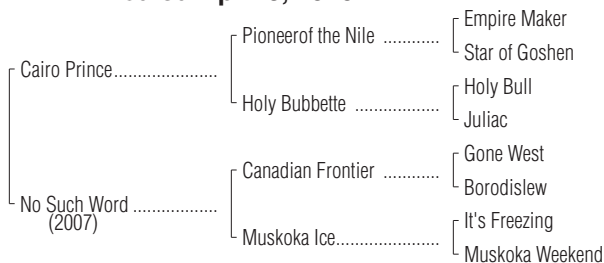 Empire Maker
Pioneerof the Nile ............
Star of Goshen
Cairo Prince......................
Holy Bull
Holy Bubbette ..................
Juliac
Gone West
Canadian Frontier ............
Borodislew
No Such Word ..................
(2007)
It's Freezing
Muskoka Ice......................
Muskoka Weekend